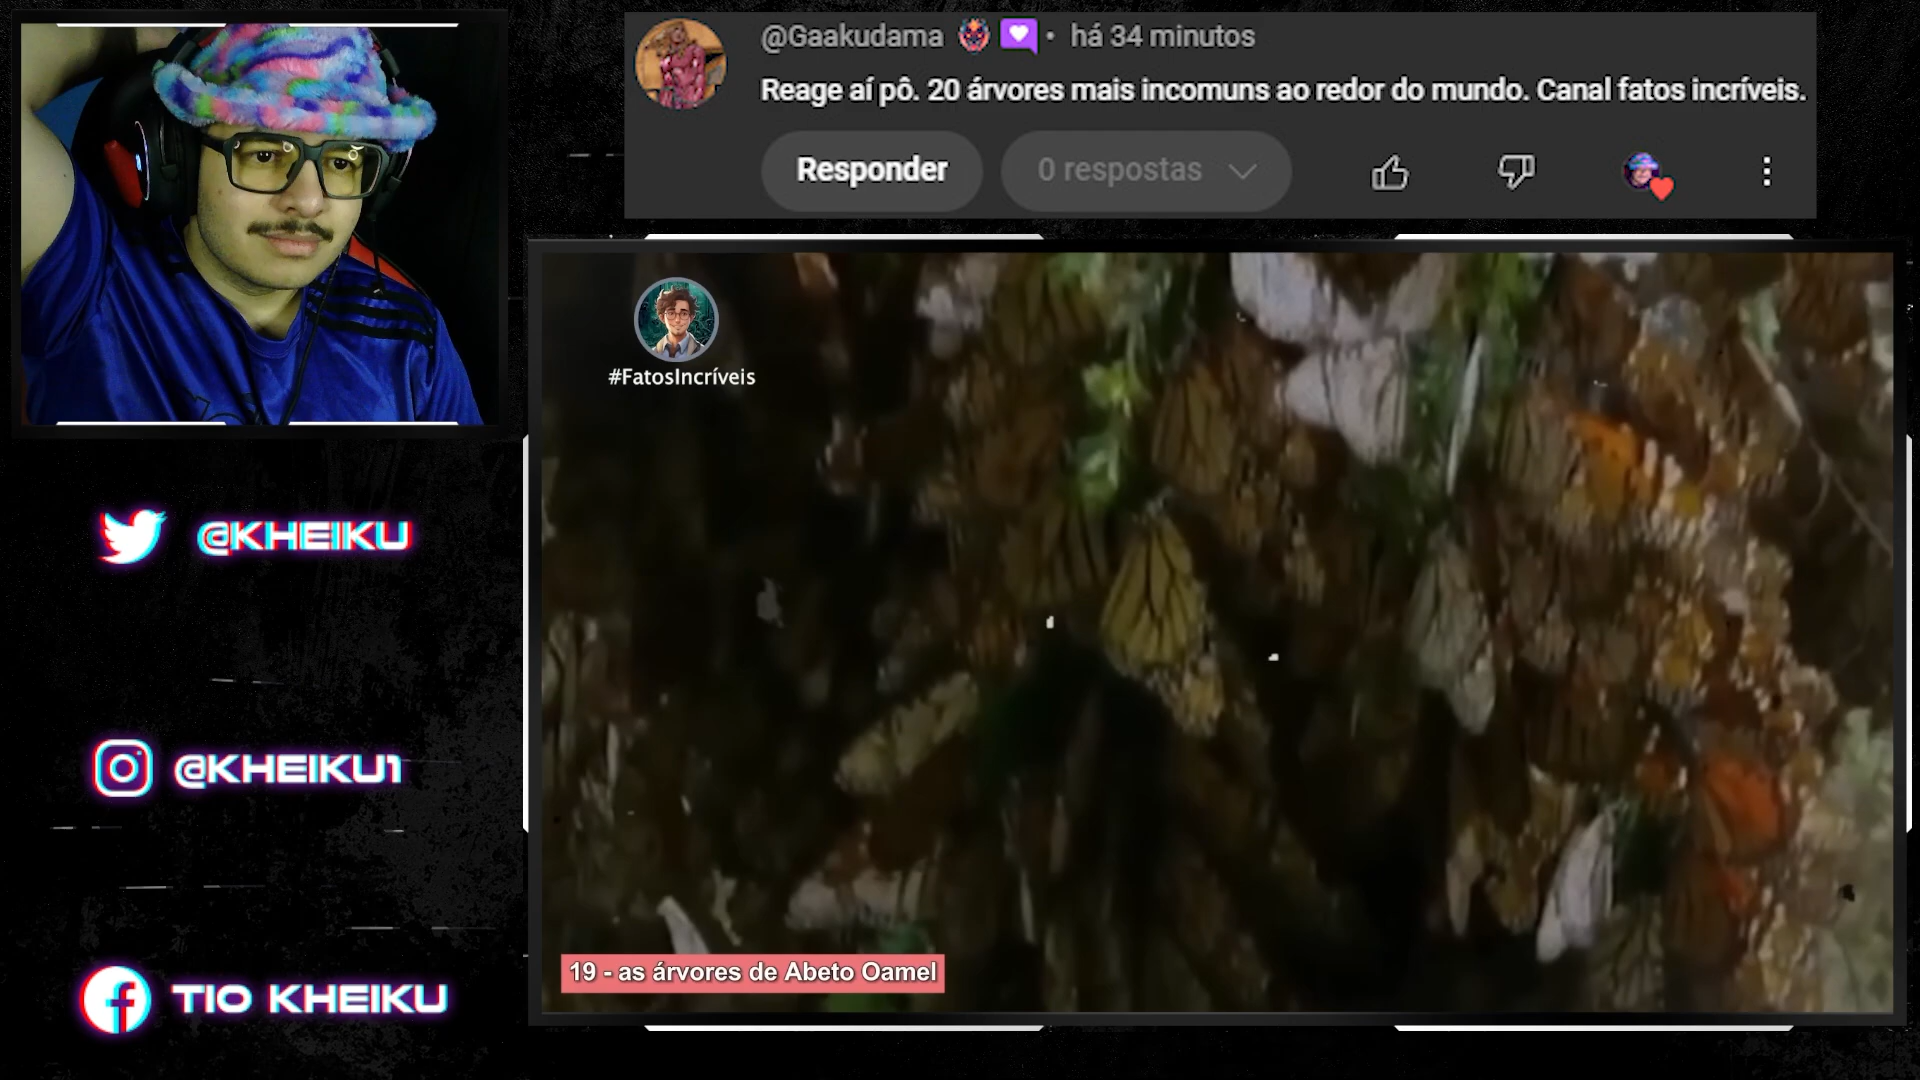 @Gaakudama • há 34 minutos
Reage aí pô. 20 árvores mais incomuns ao redor do mundo. Canal fatos incríveis.
Responder
0 respostas
#FatosIncríveis
@KHEIKU
@KHEIKU1
TIO KHEIKU
19 - as árvores de Abeto Oamel